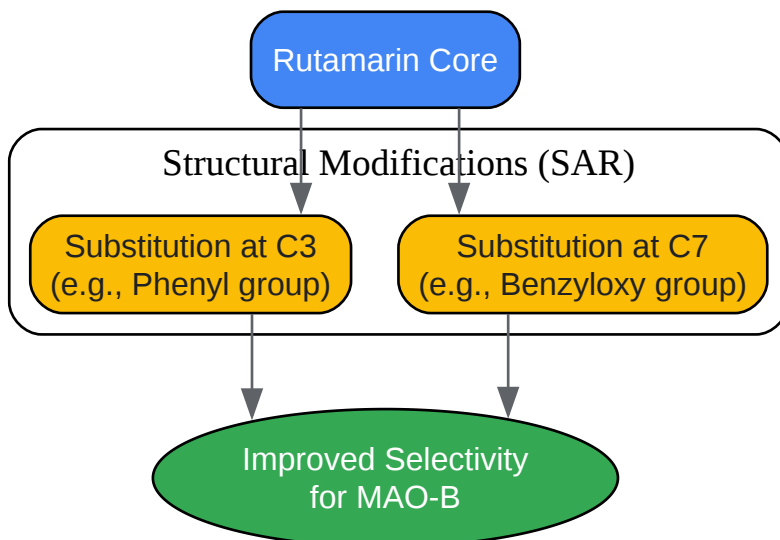 Rutamarin Core
Structural Modifications (SAR)
Substitution at C3
(e.g., Phenyl group)
Substitution at C7
(e.g., Benzyloxy group)
Improved Selectivity
for MAO-B